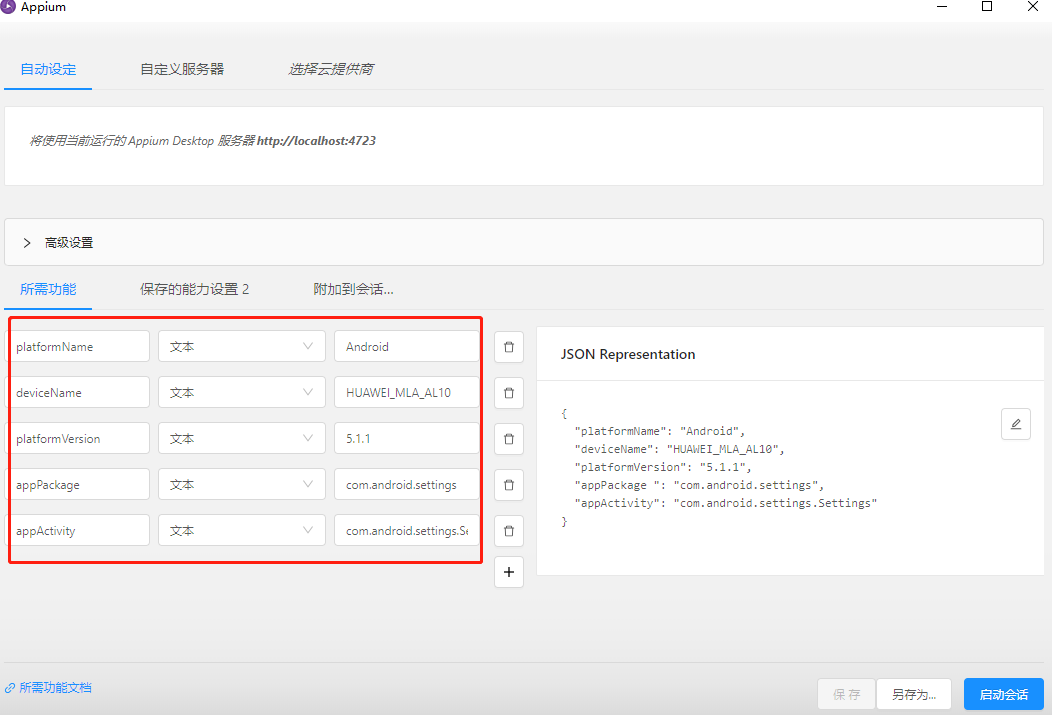 Appium
自动设定 自定义服务器 选择云提供商
将使用当前运行的 Appium Desktop 服务器 http://localhost:4723
高级设置
所需功能 保存的能力设置 2 附加到会话...
platformName 文本 Android
deviceName 文本 HUAWEI_MLA_AL10
platformVersion 文本 5.1.1
appPackage 文本 com.android.settings
appActivity 文本 com.android.settings.Se
JSON Representation
{
"platformName": "Android",
"deviceName": "HUAWEI_MLA_AL10",
"platformVersion": "5.1.1",
"appPackage ": "com.android.settings",
"appActivity": "com.android.settings.Settings"
}
所需功能文档
保 存 另存为... 启动会话